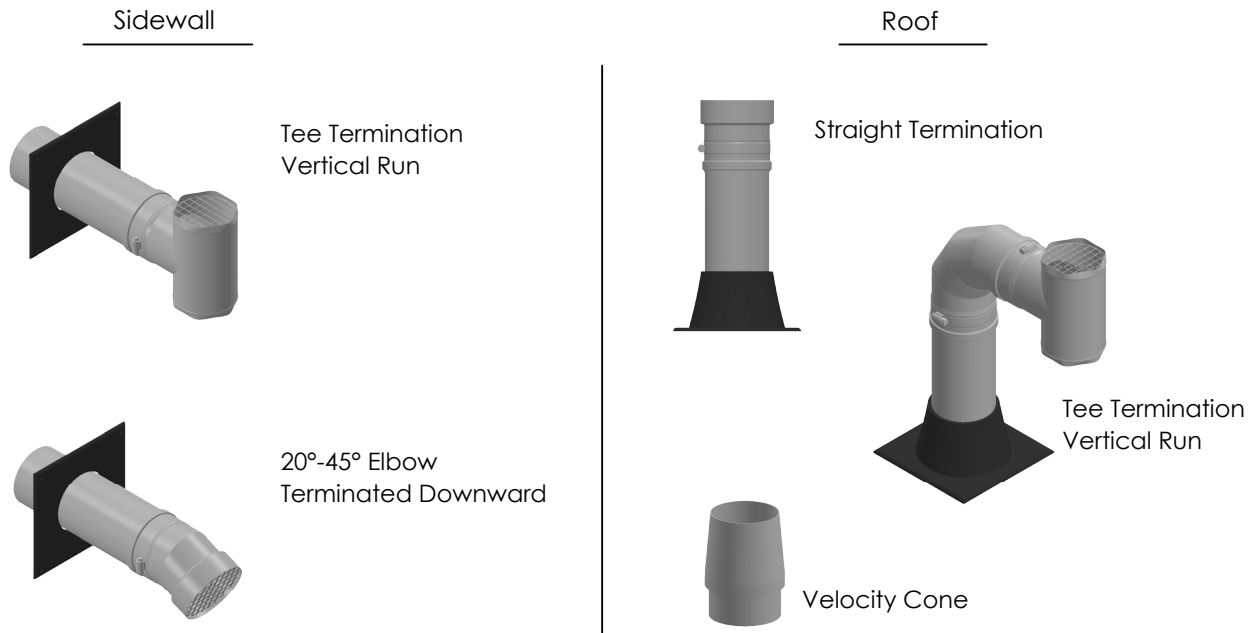 Sidewall
Tee Termination
Vertical Run
20°-45° Elbow
Terminated Downward
Roof
Straight Termination
Tee Termination
Vertical Run
Velocity Cone